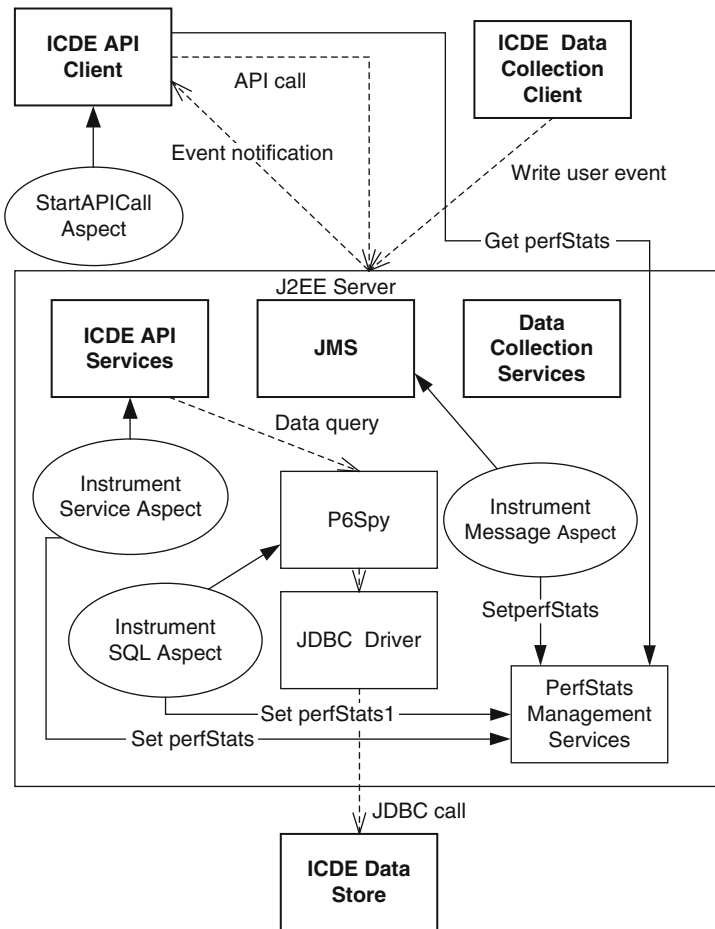 ICDE API
Client
ICDE Data
Collection
Client
API call
Event notification
StartAPICall
Aspect
Write user event
Get perfStats
J2EE Server
ICDE API
Services
JMS
Data
Collection
Services
Data query
Instrument
Service Aspect
P6Spy
Instrument
Message Aspect
Instrument
SQL Aspect
JDBC Driver
SetperfStats
PerfStats
Management
Services
Set perfStats1
Set perfStats
JDBC call
ICDE Data
Store